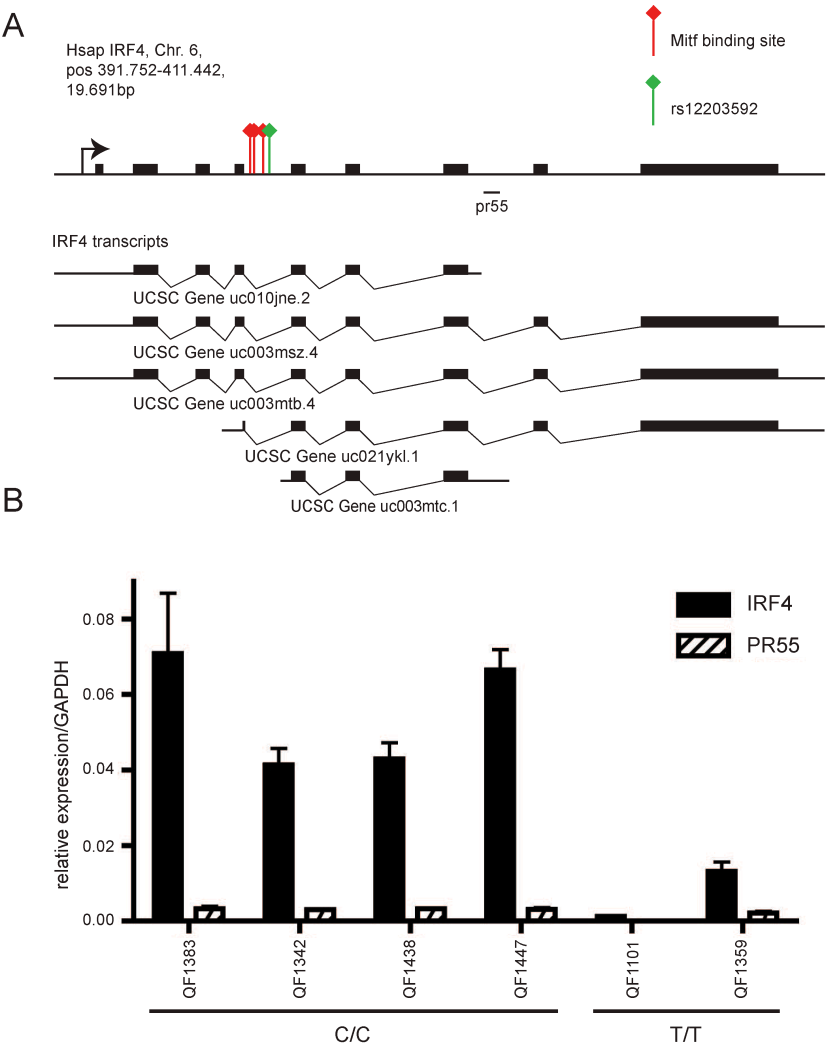 A
Hsap IRF4, Chr. 6,
pos 391.752-411.442,
19.691bp
Mitf binding site
rs12203592
pr55
IRF4 transcripts
UCSC Gene uc010jne.2
UCSC Gene uc003msz.4
UCSC Gene uc003mtb.4
UCSC Gene uc021ykl.1
UCSC Gene uc003mtc.1
B
relative expression/GAPDH
0.08
0.06
0.04
0.02
0.00
IRF4
PR55
QF1383
QF1342
QF1438
QF1447
QF1101
QF1359
C/C
T/T